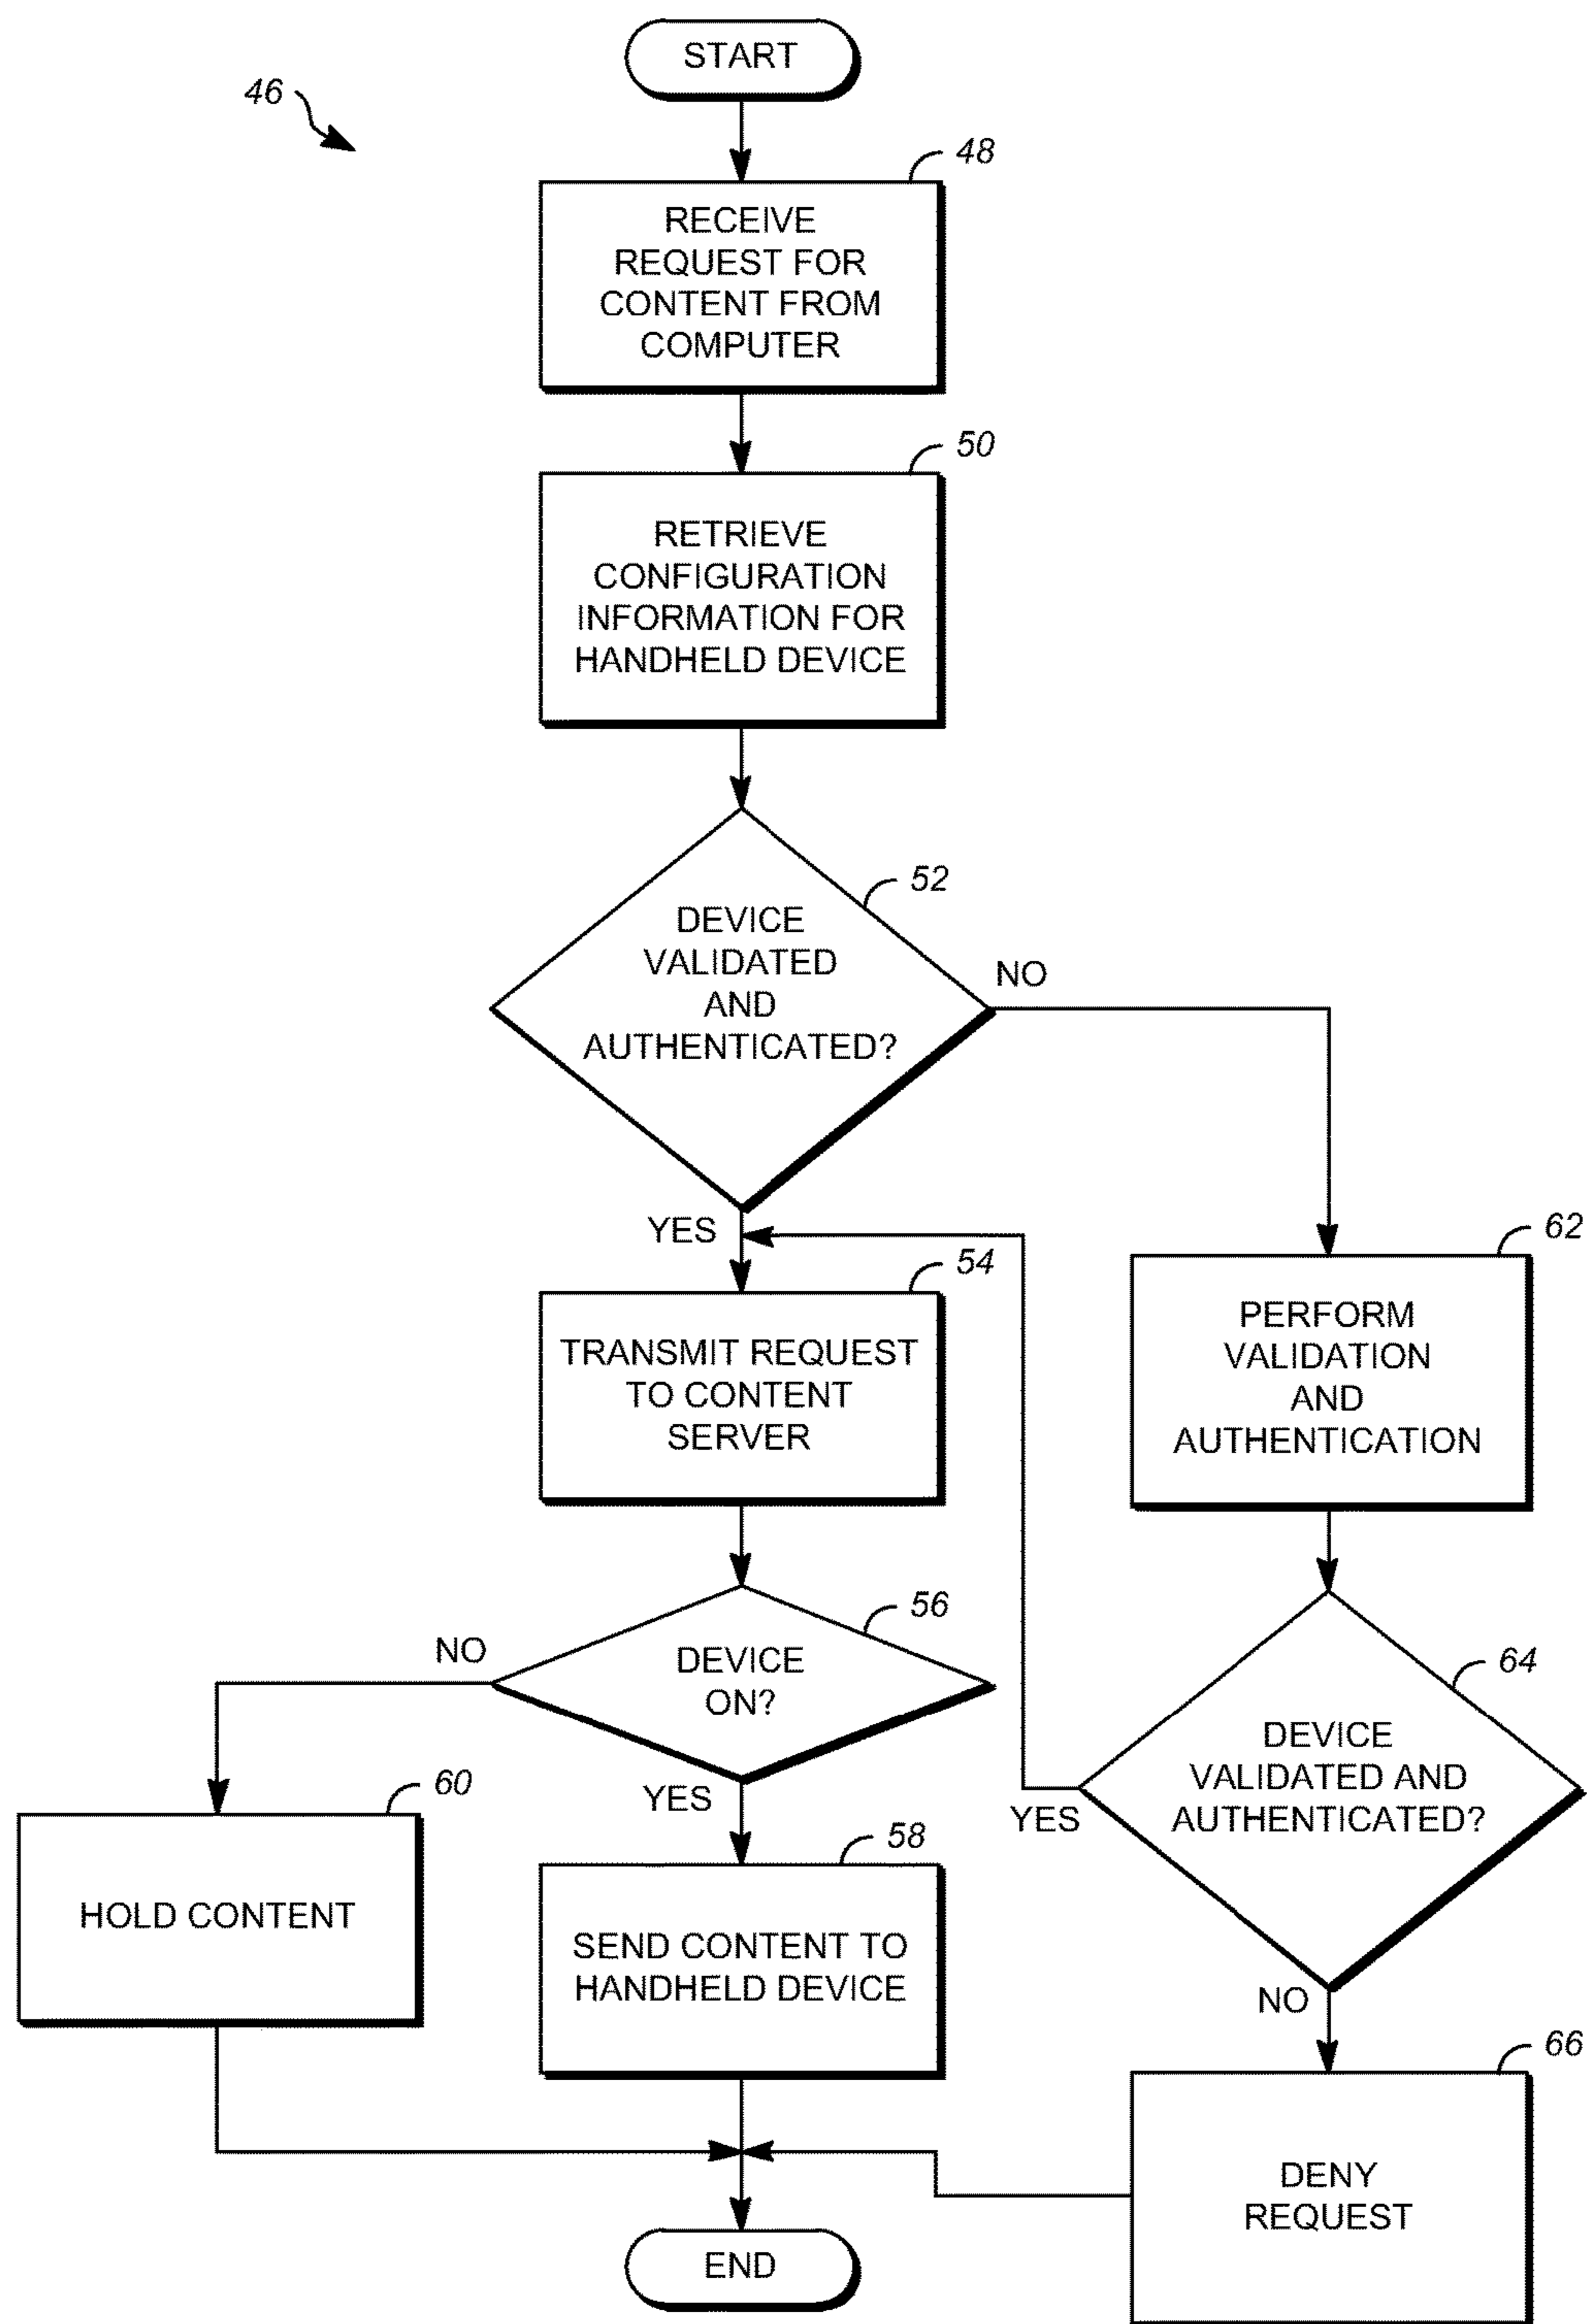 START
46
48
RECEIVE
REQUEST FOR
CONTENT FROM
COMPUTER
50
RETRIEVE
CONFIGURATION
INFORMATION FOR
HANDHELD DEVICE
52
DEVICE
VALIDATED
AND
AUTHENTICATED?
NO
YES
62
PERFORM
VALIDATION
AND
AUTHENTICATION
54
TRANSMIT REQUEST
TO CONTENT
SERVER
56
DEVICE
ON?
NO
YES
64
DEVICE
VALIDATED AND
AUTHENTICATED?
YES
NO
60
HOLD CONTENT
58
SEND CONTENT TO
HANDHELD DEVICE
66
DENY
REQUEST
END